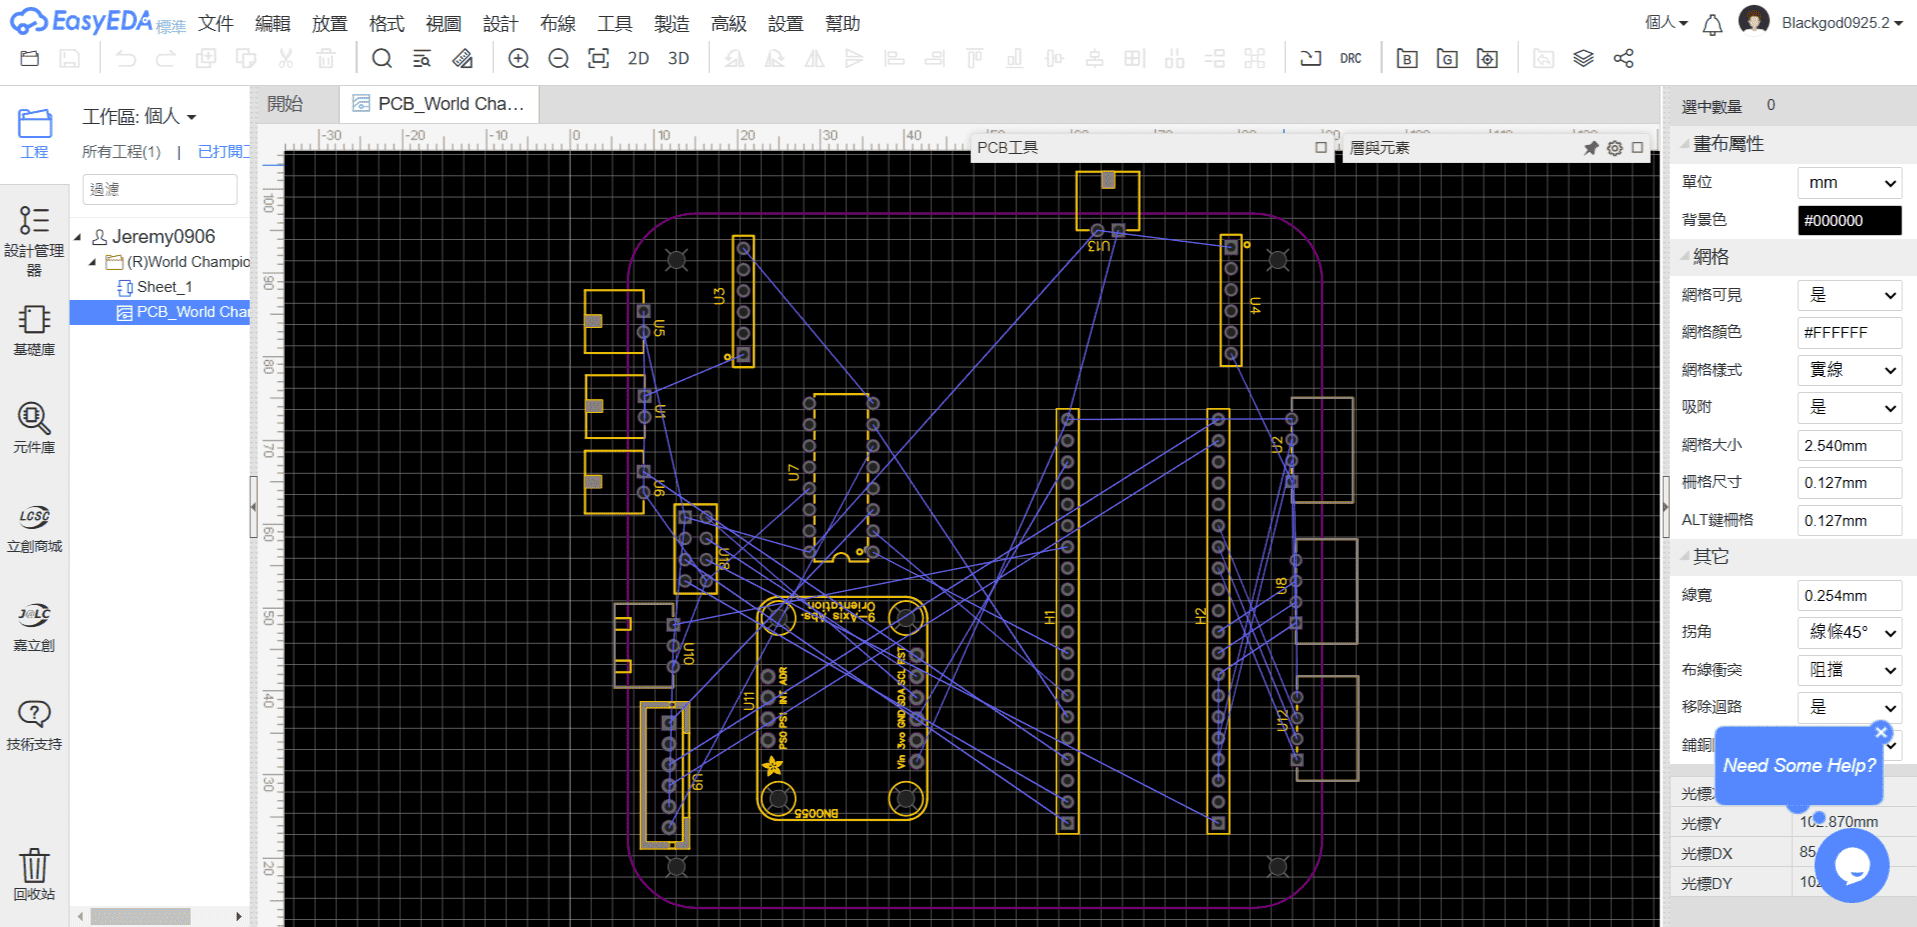 EasyEDA 標準 文件 編輯 放置 格式 視圖 設計 布線 工具 製造 高級 設置 幫助 個人 Blackgod0925.2
2D 3D DRC B G
開始 PCB_World Cha...
工程
設計管理器
基礎庫
元件庫
LCSC
立創商城
J@LC
嘉立創
技術支持
回收站
工作區: 個人
所有工程(1) | 已打開
過濾
Jeremy0906
(R)World Champio
Sheet_1
PCB_World Char
-30 -20 -10 0 10 20 30 40
100
90
80
70
60
50
40
30
20
PCB工具
層與元素
U13
U3
U4
U5
U1
U6
U7
U2
U18
U8
H1
H2
U10
U11
U12
U9
9-Axis Abs.
Orientation
PS0 PS1 INT ADR
Vin 3vo GND SDA SCL RST
BNO055
選中數量 0
畫布屬性
單位 mm
背景色 #000000
網格
網格可見 是
網格顏色 #FFFFFF
網格樣式 實線
吸附 是
網格大小 2.540mm
柵格尺寸 0.127mm
ALT鍵柵格 0.127mm
其它
線寬 0.254mm
拐角 線條45°
布線衝突 阻擋
移除迴路 是
鋪銅
Need Some Help?
光標
光標Y
光標DX 85
光標DY 102